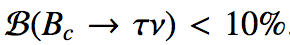 ℬ(B_c → τν) < 10%.